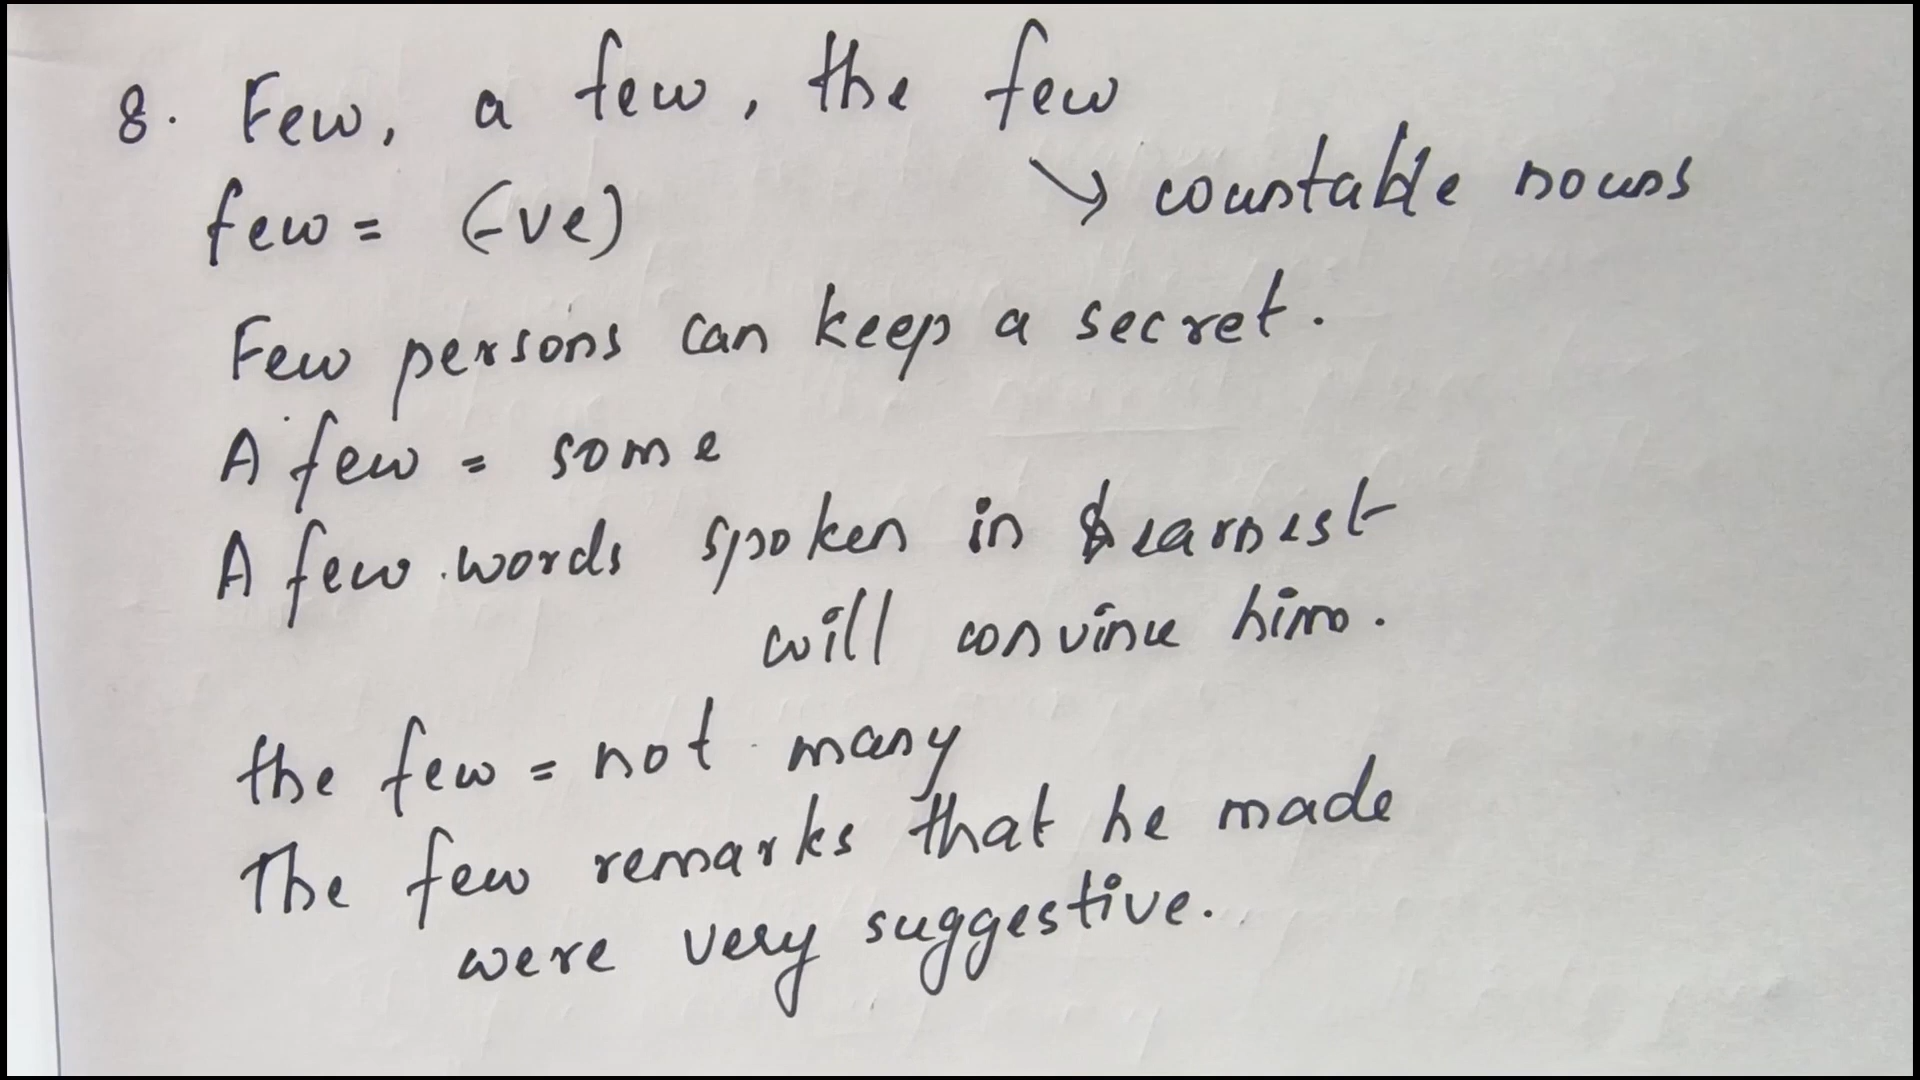 8. Few, a few, the few
→ countable nouns
few = (-ve)
Few persons can keep a secret.
A few = some
A few words spoken in earnest
will convince him.
the few = not many
The few remarks that he made
were very suggestive.